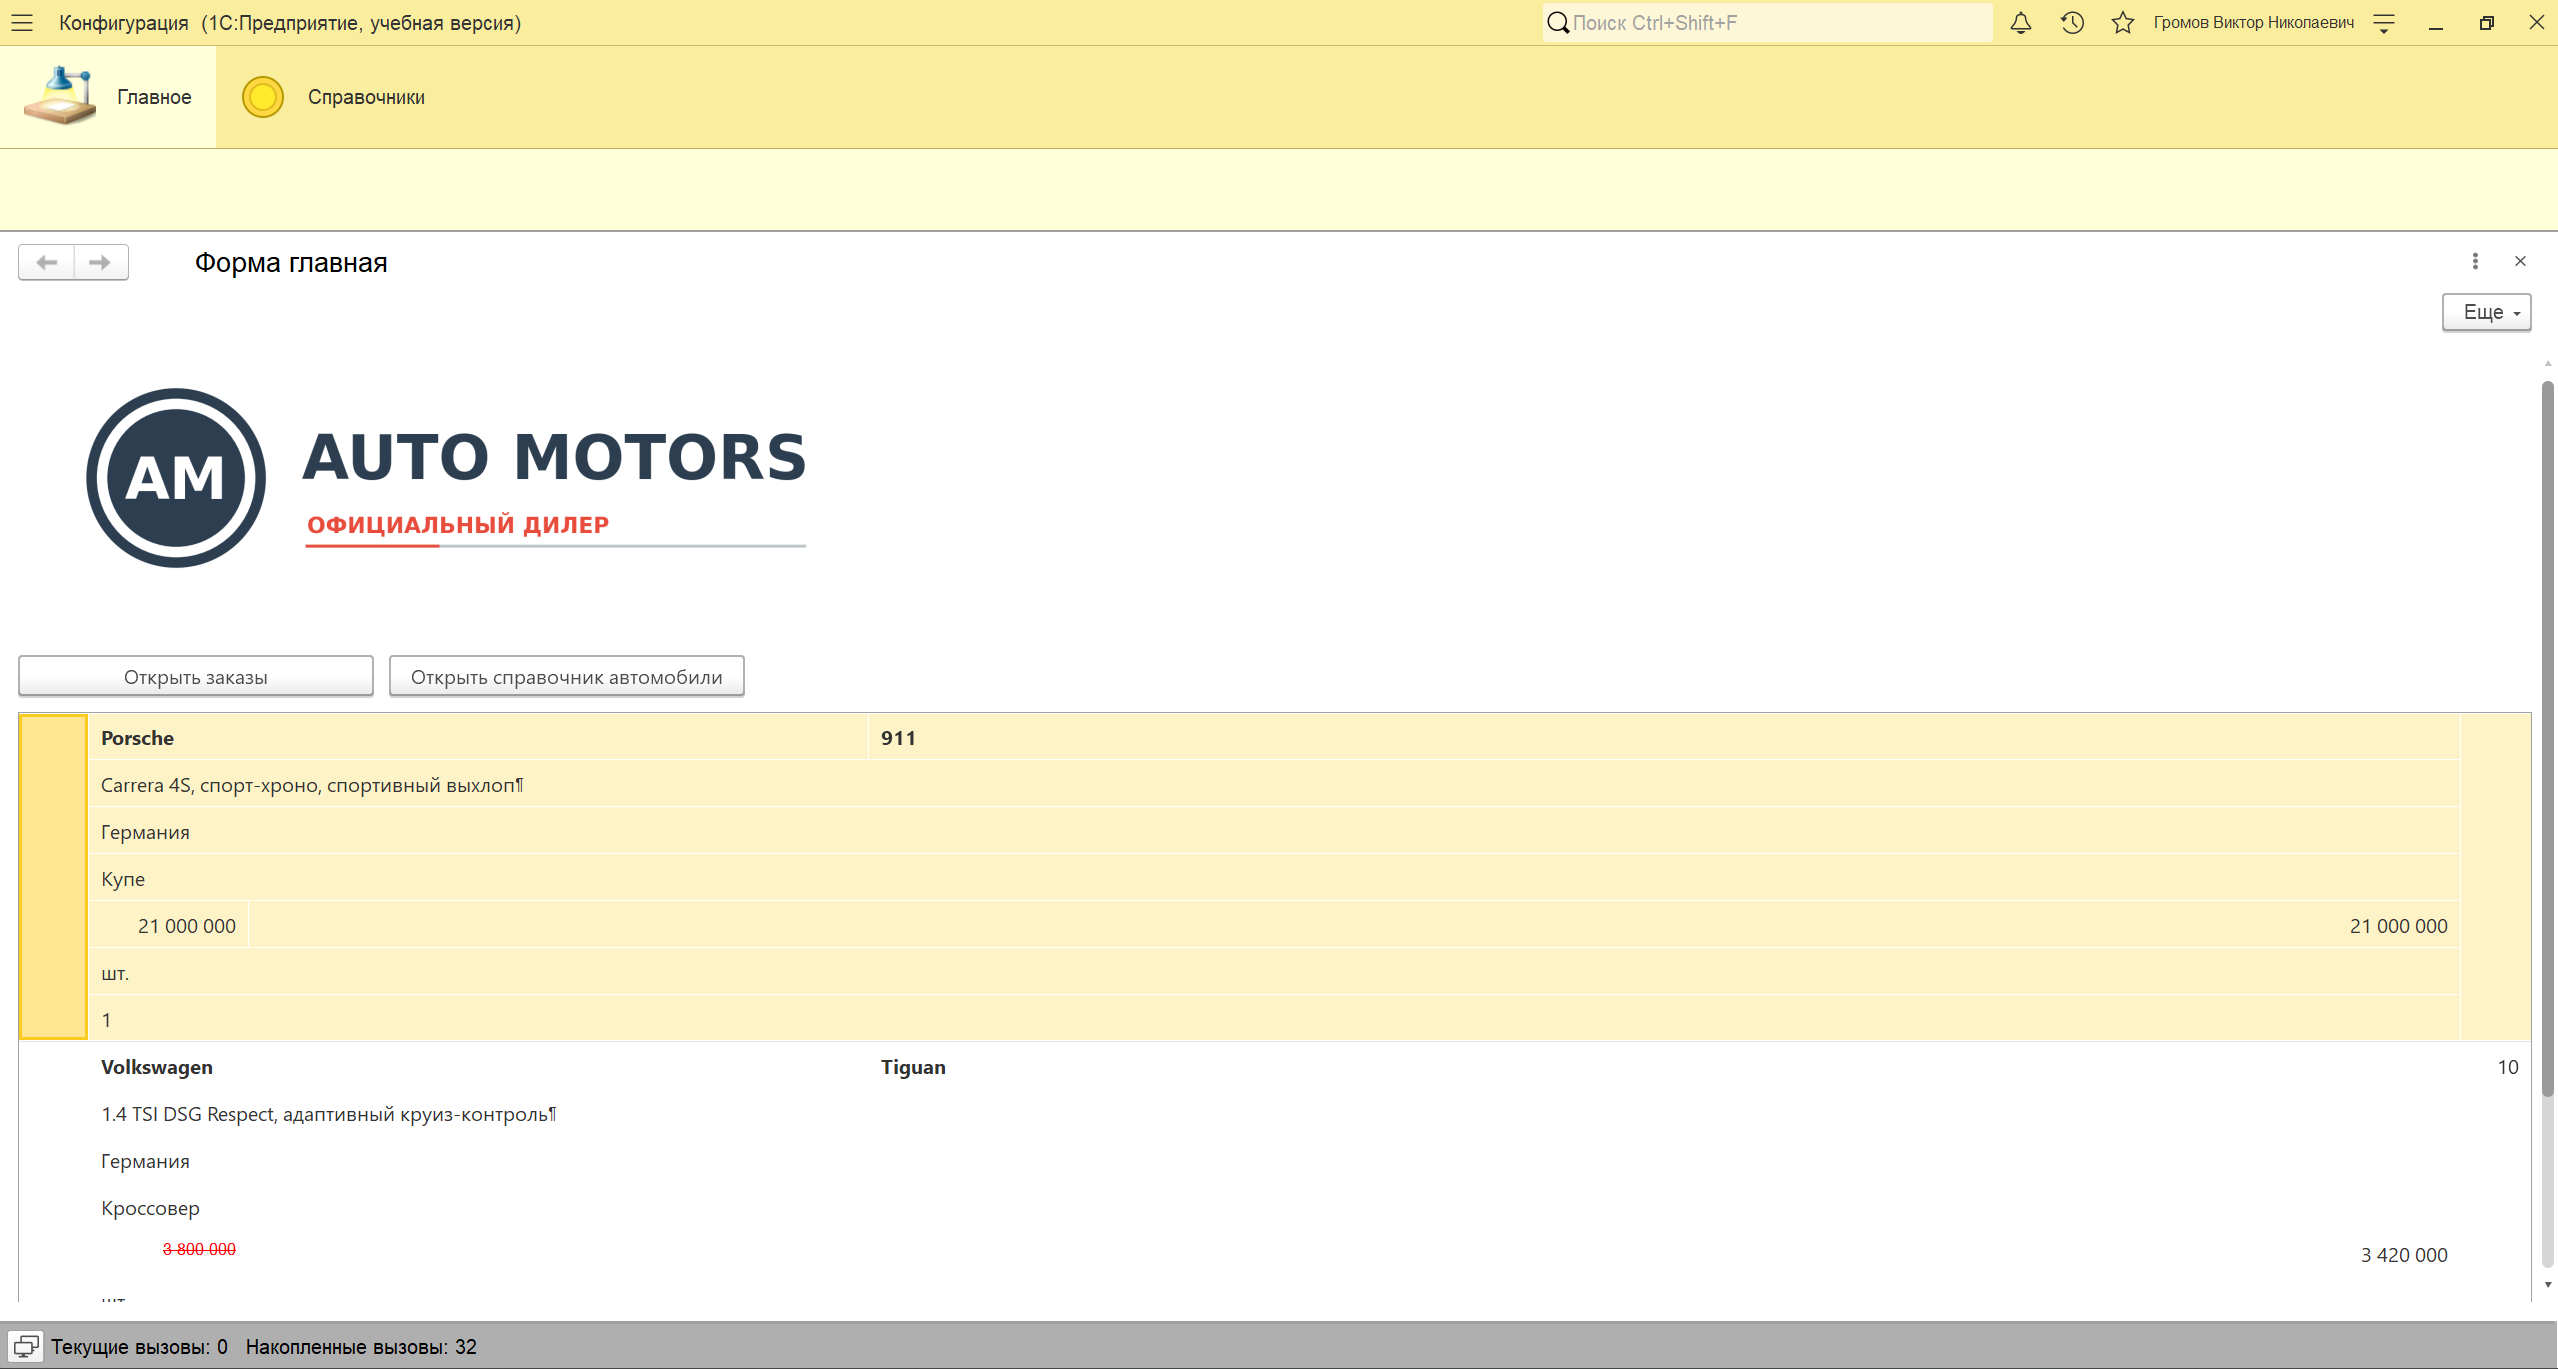 Конфигурация (1С:Предприятие, учебная версия)
Поиск Ctrl+Shift+F
Громов Виктор Николаевич
Главное
Справочники
Форма главная
Еще
AM
AUTO MOTORS
ОФИЦИАЛЬНЫЙ ДИЛЕР
Открыть заказы
Открыть справочник автомобили
Porsche 911
Carrera 4S, спорт-хроно, спортивный выхлоп¶
Германия
Купе
21 000 000 21 000 000
шт.
1
Volkswagen Tiguan 10
1.4 TSI DSG Respect, адаптивный круиз-контроль¶
Германия
Кроссовер
3 800 000 3 420 000
Текущие вызовы: 0 Накопленные вызовы: 32